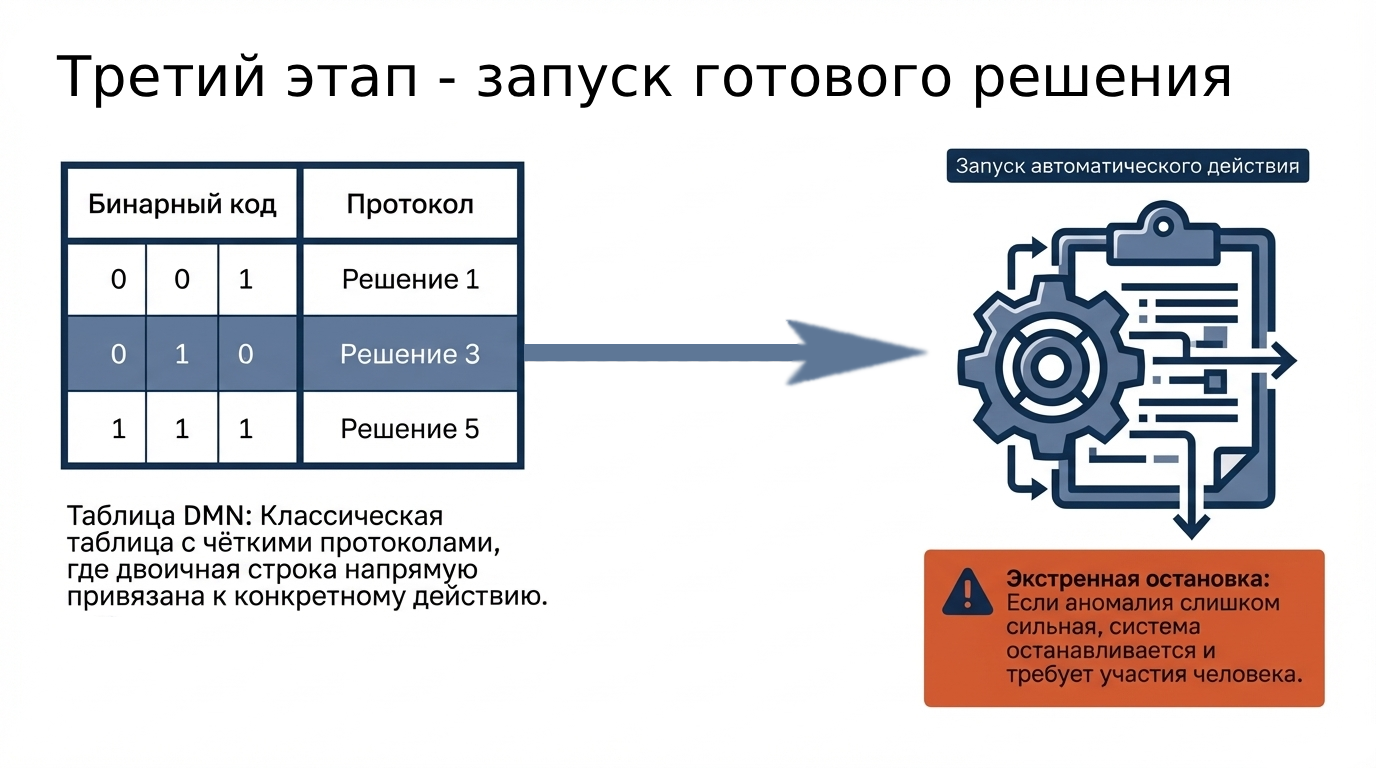 Третий этап - запуск готового решения
Бинарный код Протокол
0 0 1 Решение 1
0 1 0 Решение 3
1 1 1 Решение 5
Таблица DMN: Классическая
таблица с чёткими протоколами,
где двоичная строка напрямую
привязана к конкретному действию.
Запуск автоматического действия
Экстренная остановка:
Если аномалия слишком
сильная, система
останавливается и
требует участия человека.